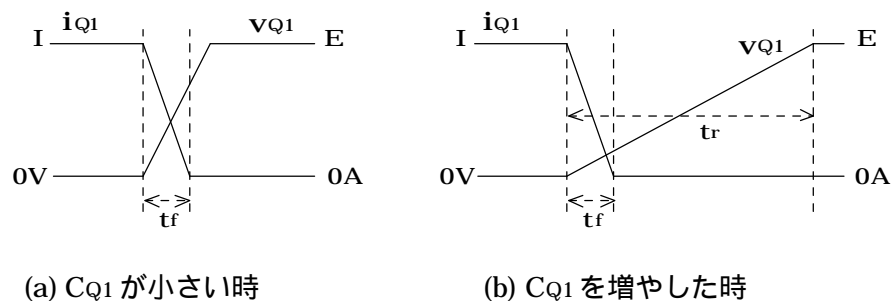 iQ1 vQ1
I E
0V 0A
tf
(a) CQ1 が小さい時
iQ1 vQ1
I E
tr
0V 0A
tf
(b) CQ1 を増やした時